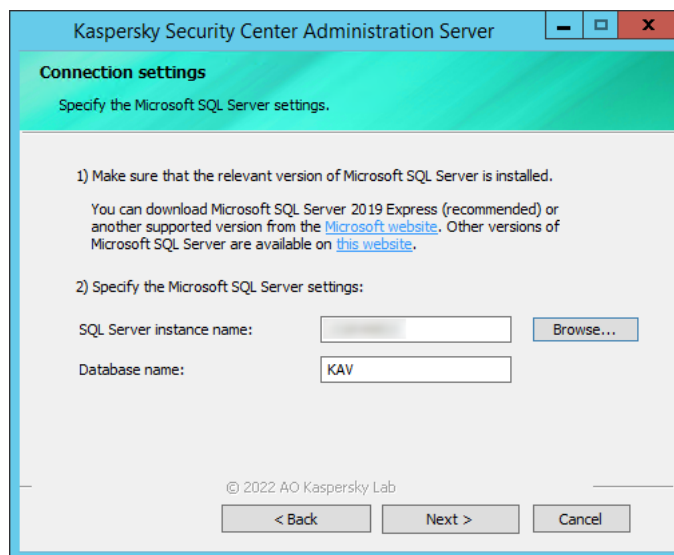 Kaspersky Security Center Administration Server
Connection settings
Specify the Microsoft SQL Server settings.
1) Make sure that the relevant version of Microsoft SQL Server is installed.
You can download Microsoft SQL Server 2019 Express (recommended) or
another supported version from the Microsoft website. Other versions of
Microsoft SQL Server are available on this website.
2) Specify the Microsoft SQL Server settings:
SQL Server instance name:
Browse...
Database name:
KAV
© 2022 AO Kaspersky Lab
< Back
Next >
Cancel